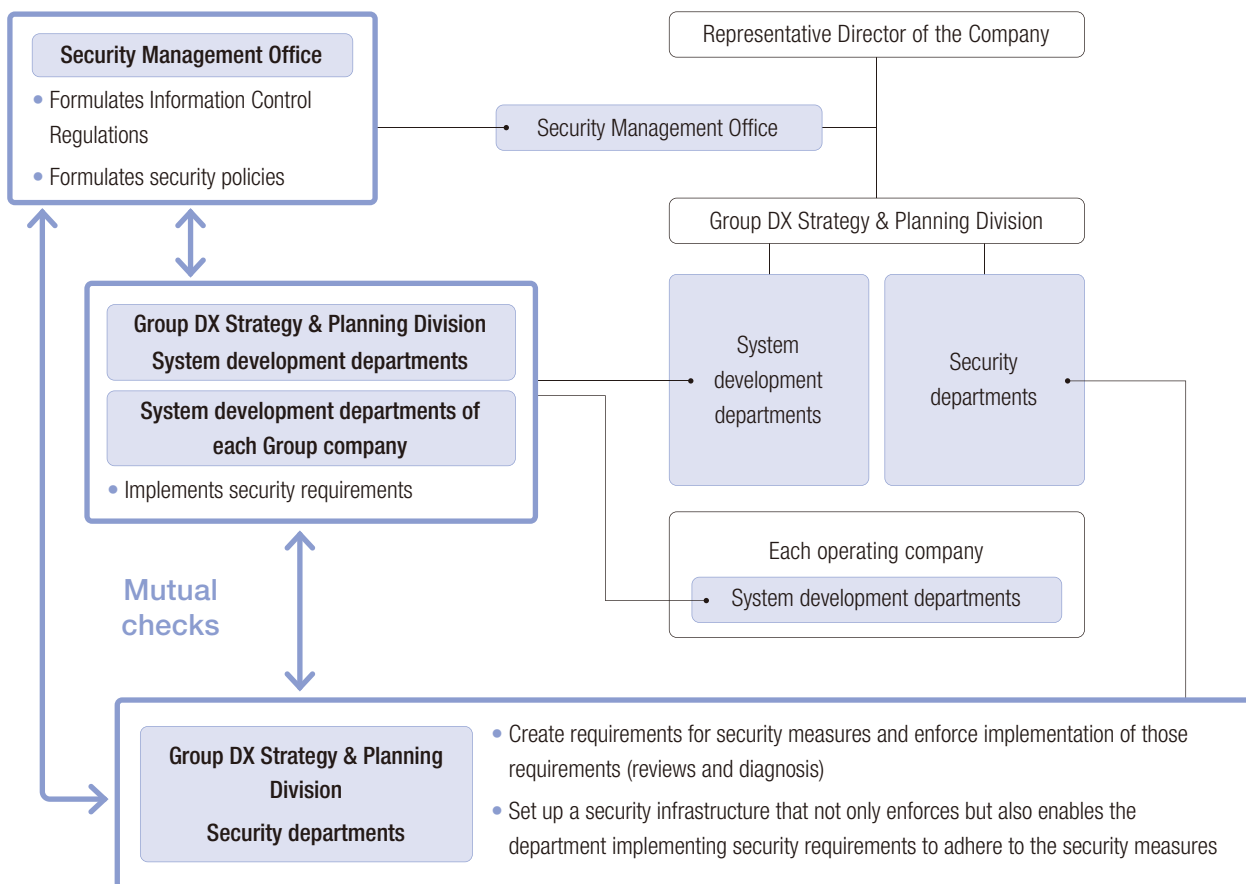 Security Management Office
• Formulates Information Control
Regulations
• Formulates security policies
Representative Director of the Company
Security Management Office
Group DX Strategy & Planning Division
System
development
departments
Security
departments
Group DX Strategy & Planning Division
System development departments
System development departments of
each Group company
• Implements security requirements
Each operating company
System development departments
Mutual
checks
Group DX Strategy & Planning
Division
Security departments
• Create requirements for security measures and enforce implementation of those
requirements (reviews and diagnosis)
• Set up a security infrastructure that not only enforces but also enables the
department implementing security requirements to adhere to the security measures